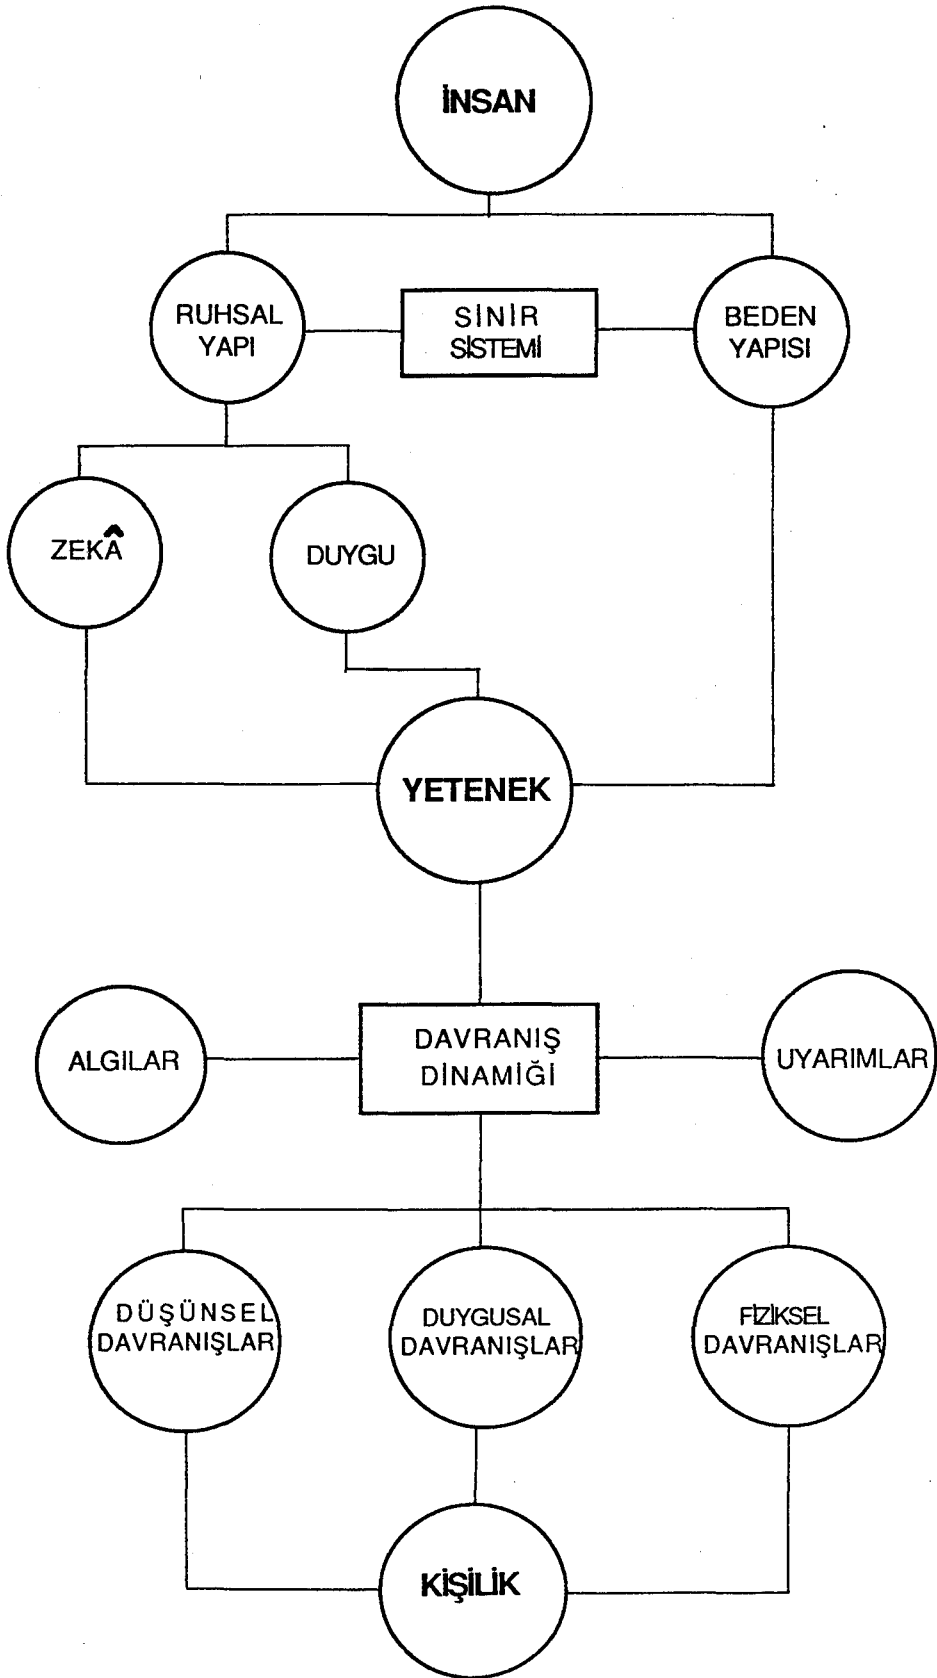 İNSAN
RUHSAL
YAPI
SİNİR
SİSTEMİ
BEDEN
YAPISI
ZEKÂ
DUYGU
YETENEK
ALGILAR
DAVRANIŞ
DİNAMİĞİ
UYARIMLAR
DÜŞÜNSEL
DAVRANIŞLAR
DUYGUSAL
DAVRANIŞLAR
FİZİKSEL
DAVRANIŞLAR
KİŞİLİK